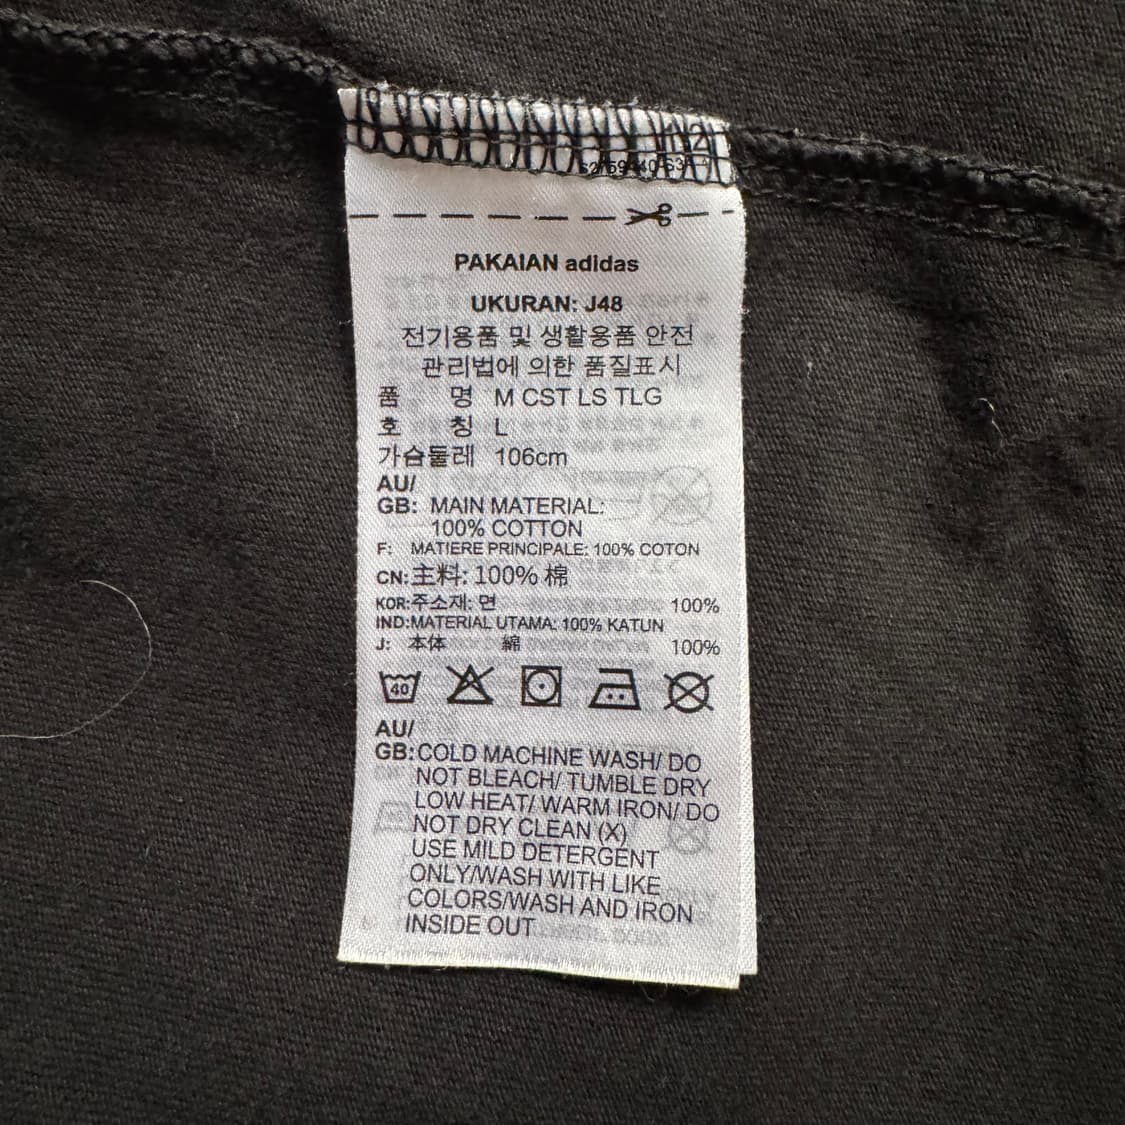 PAKAIAN adidas
UKURAN: J48
전기용품 및 생활용품 안전
관리법에 의한 품질표시
품 명 M CST LS TLG
호 칭 L
가슴둘레 106cm
AU/
GB: MAIN MATERIAL:
100% COTTON
F: MATIERE PRINCIPALE: 100% COTON
CN: 主料: 100% 棉
KOR: 주소재: 면 100%
IND: MATERIAL UTAMA: 100% KATUN
J: 本体 綿 100%
40
AU/
GB: COLD MACHINE WASH/ DO
NOT BLEACH/ TUMBLE DRY
LOW HEAT/ WARM IRON/ DO
NOT DRY CLEAN (X)
USE MILD DETERGENT
ONLY/WASH WITH LIKE
COLORS/WASH AND IRON
INSIDE OUT